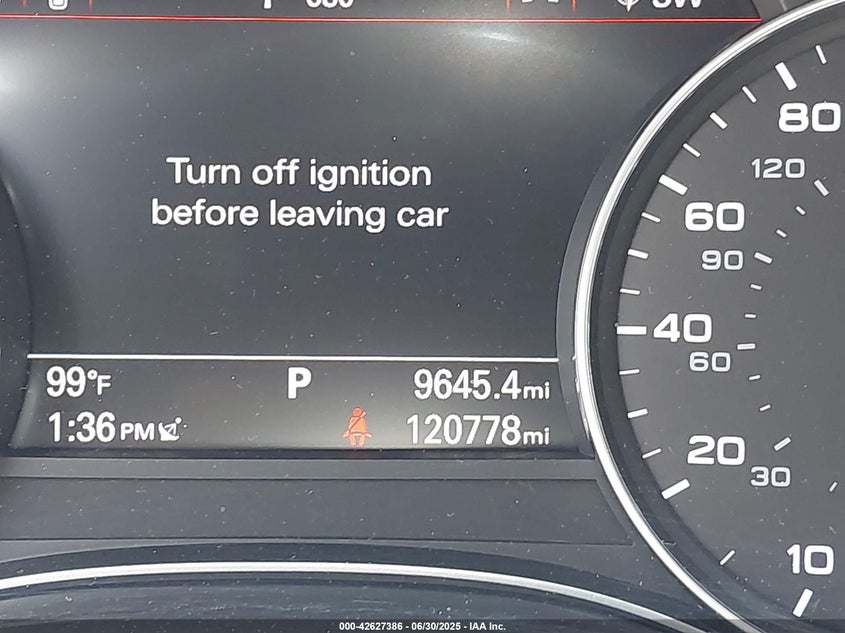 Turn off ignition
before leaving car
99°F P 9645.4mi
1:36 PM 120778mi
80
120
60
90
40
60
20
30
10
000-42627386 - 06/30/2025 - IAA Inc.